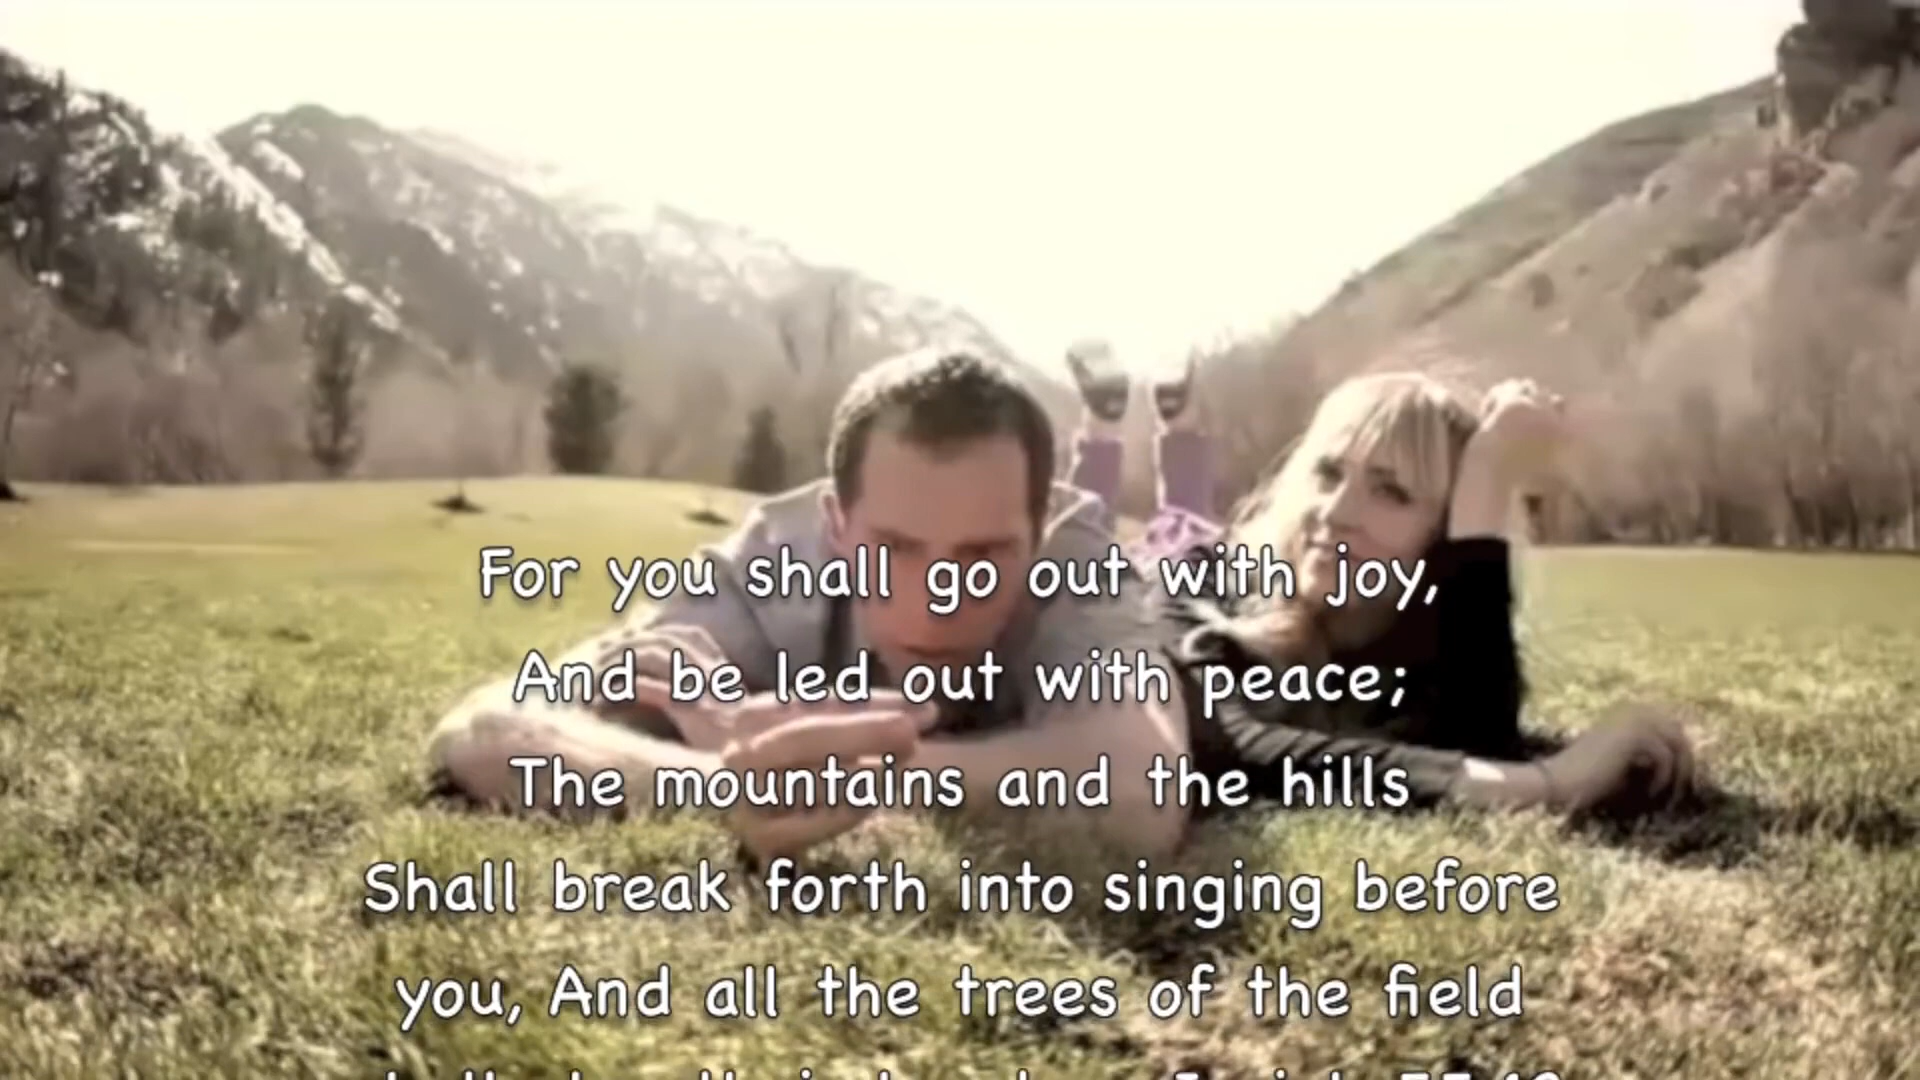 For you shall go out with joy,
And be led out with peace;
The mountains and the hills
Shall break forth into singing before
you, And all the trees of the field